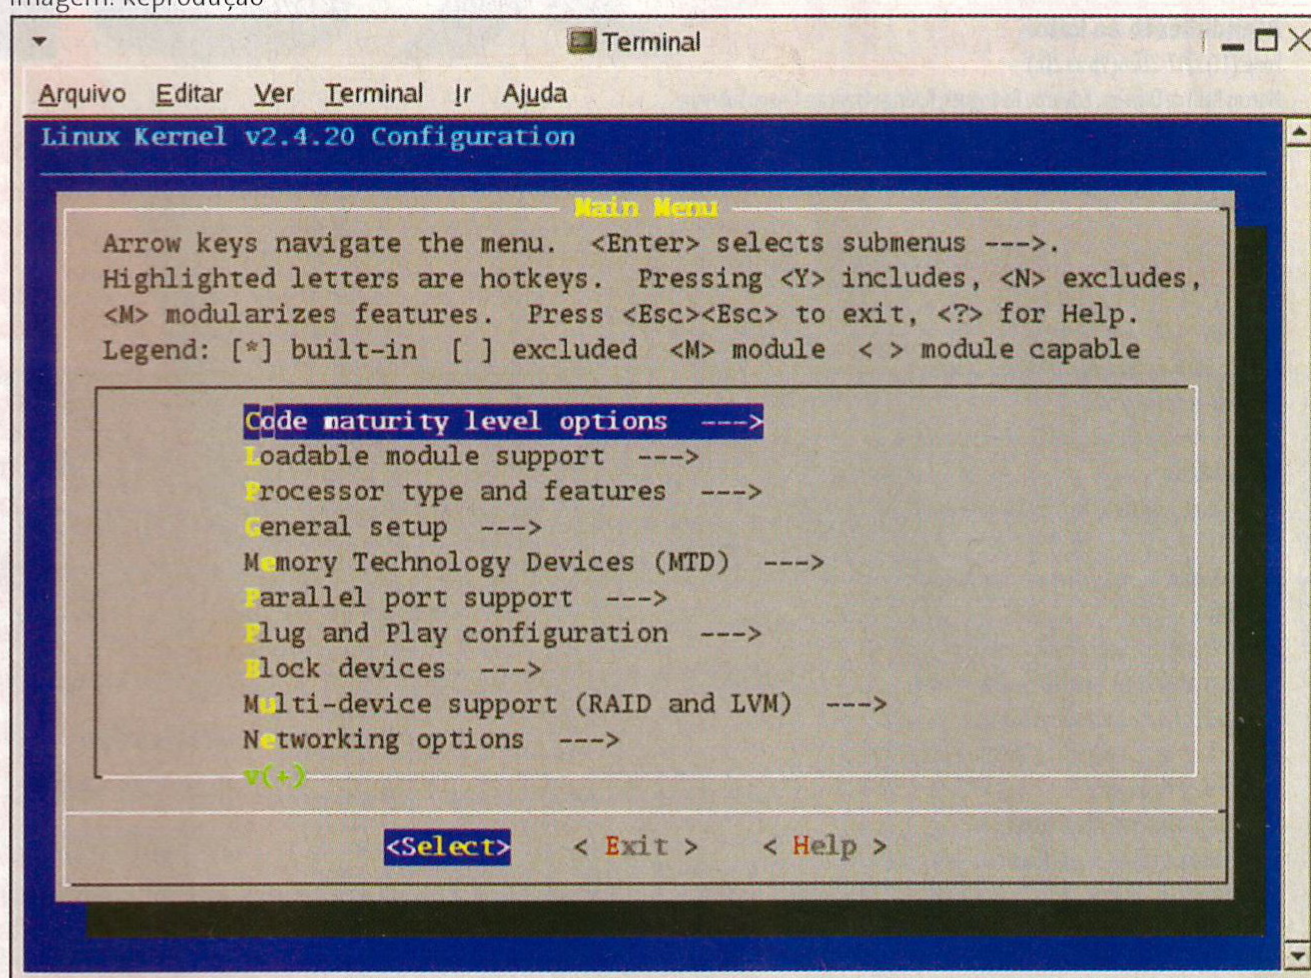 Imagem: Reprodução
Terminal
Arquivo Editar Ver Terminal Ir Ajuda
Linux Kernel v2.4.20 Configuration
Main Menu
Arrow keys navigate the menu. <Enter> selects submenus --->.
Highlighted letters are hotkeys. Pressing <Y> includes, <N> excludes,
<M> modularizes features. Press <Esc><Esc> to exit, <?> for Help.
Legend: [*] built-in [ ] excluded <M> module < > module capable
Code maturity level options --->
Loadable module support --->
Processor type and features --->
General setup --->
Memory Technology Devices (MTD) --->
Parallel port support --->
Plug and Play configuration --->
Block devices --->
Multi-device support (RAID and LVM) --->
Networking options --->
v(+)
<Select> < Exit > < Help >